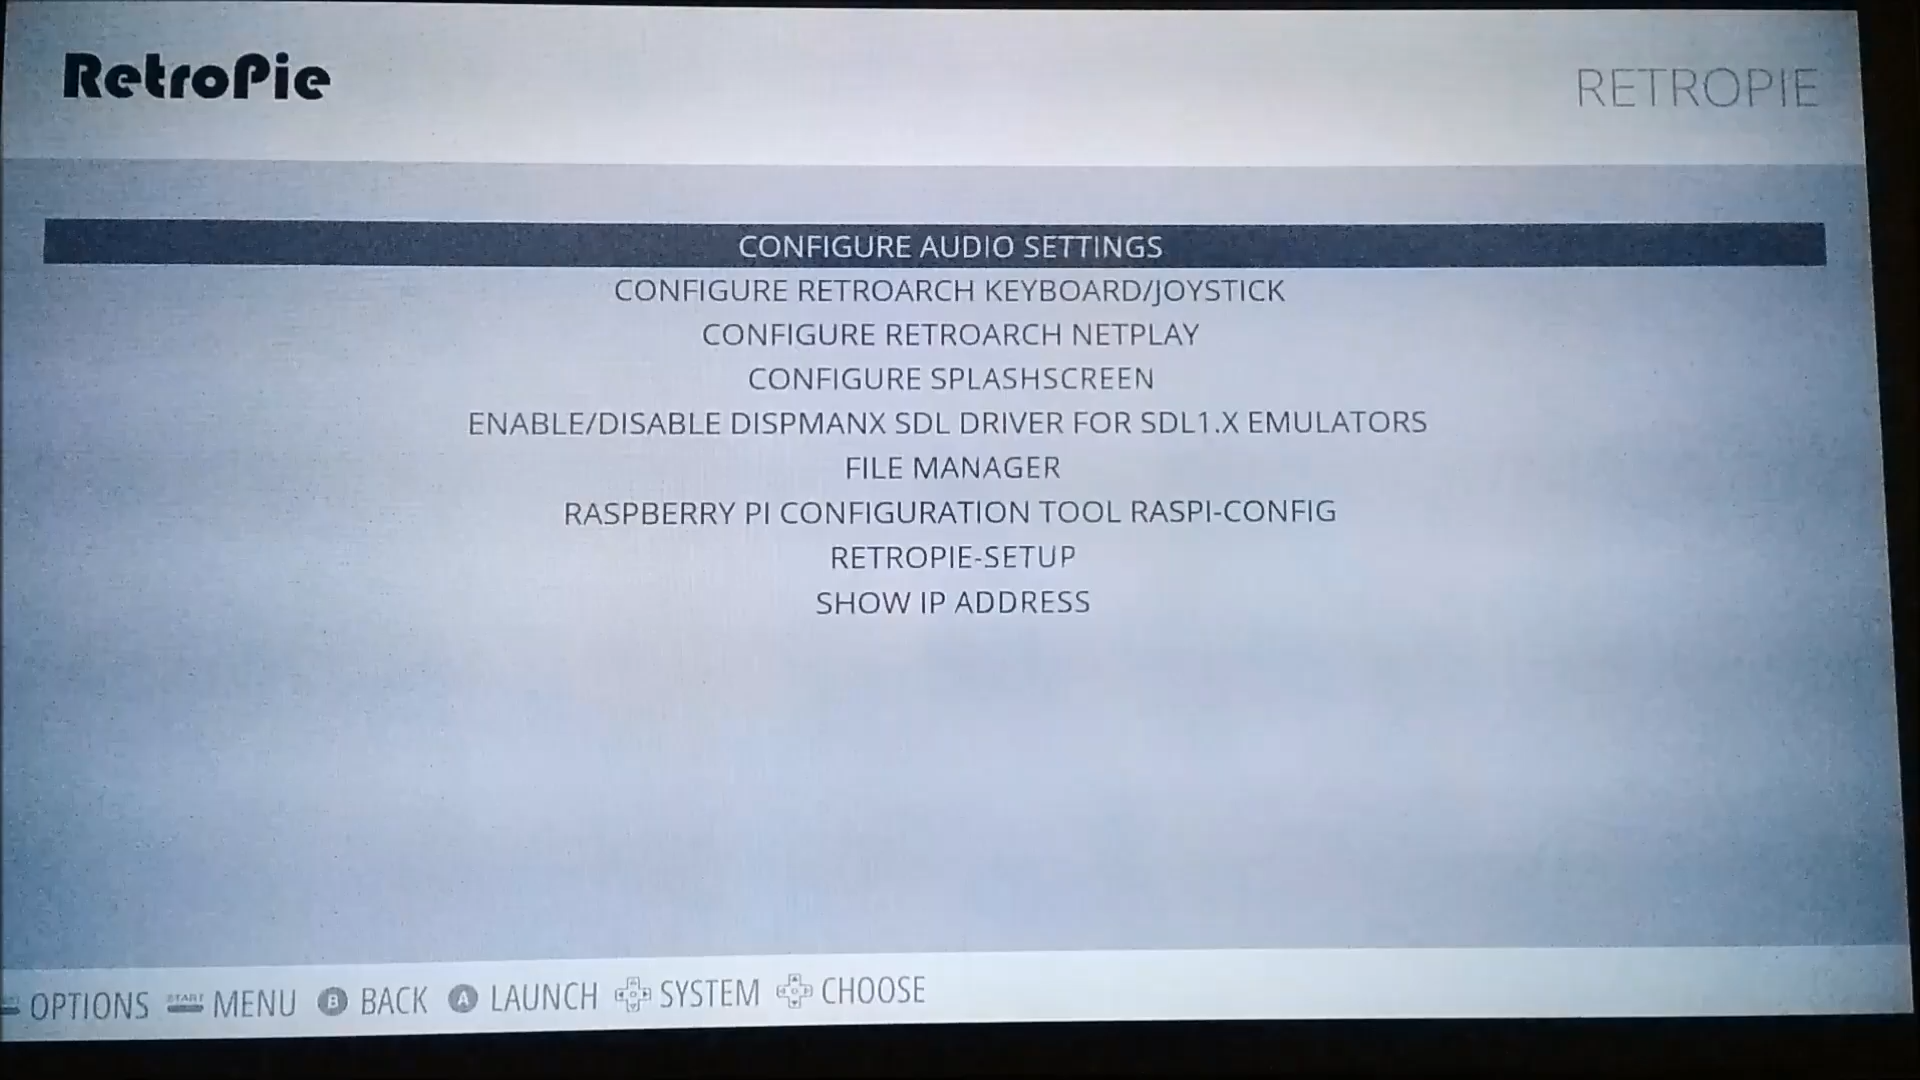 RetroPie
RETROPIE
CONFIGURE AUDIO SETTINGS
CONFIGURE RETROARCH KEYBOARD/JOYSTICK
CONFIGURE RETROARCH NETPLAY
CONFIGURE SPLASHSCREEN
ENABLE/DISABLE DISPMANX SDL DRIVER FOR SDL1.X EMULATORS
FILE MANAGER
RASPBERRY PI CONFIGURATION TOOL RASPI-CONFIG
RETROPIE-SETUP
SHOW IP ADDRESS
OPTIONS START MENU B BACK A LAUNCH SYSTEM CHOOSE